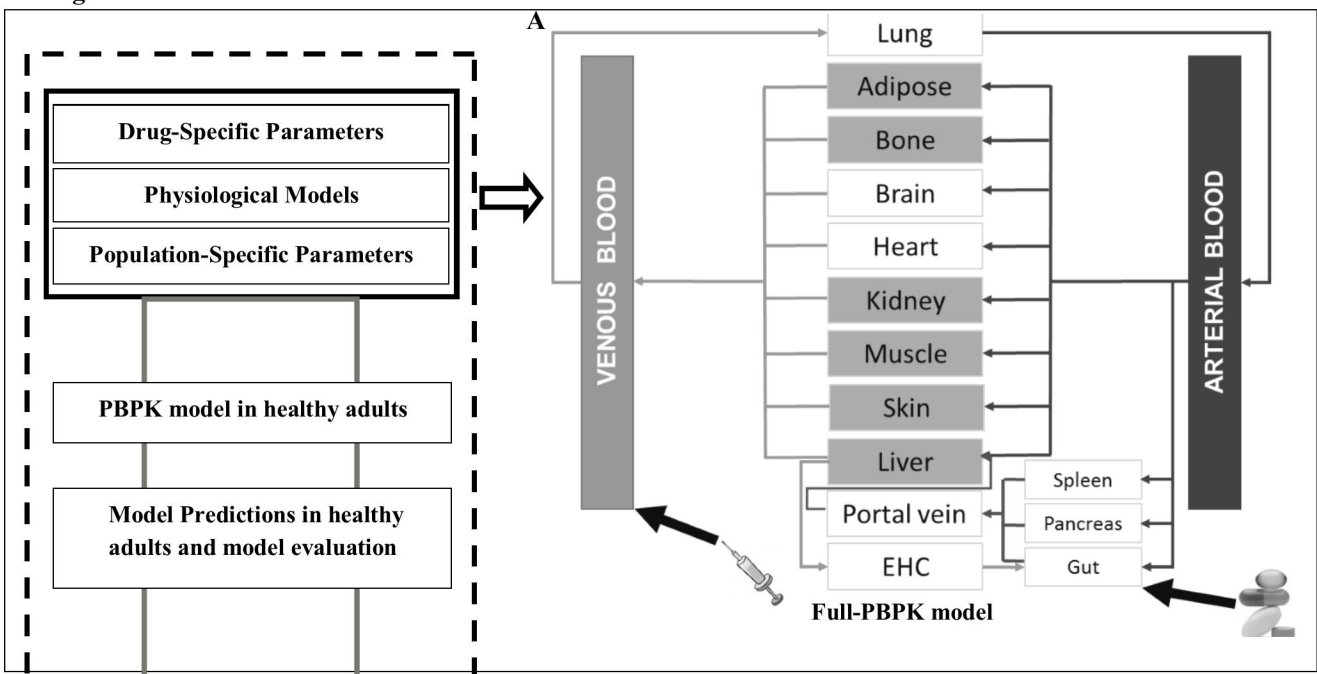 A
Drug-Specific Parameters
Physiological Models
Population-Specific Parameters
PBPK model in healthy adults
Model Predictions in healthy
adults and model evaluation
VENOUS BLOOD
Lung
Adipose
Bone
Brain
Heart
Kidney
Muscle
Skin
Liver
Portal vein
EHC
Spleen
Pancreas
Gut
ARTERIAL BLOOD
Full-PBPK model